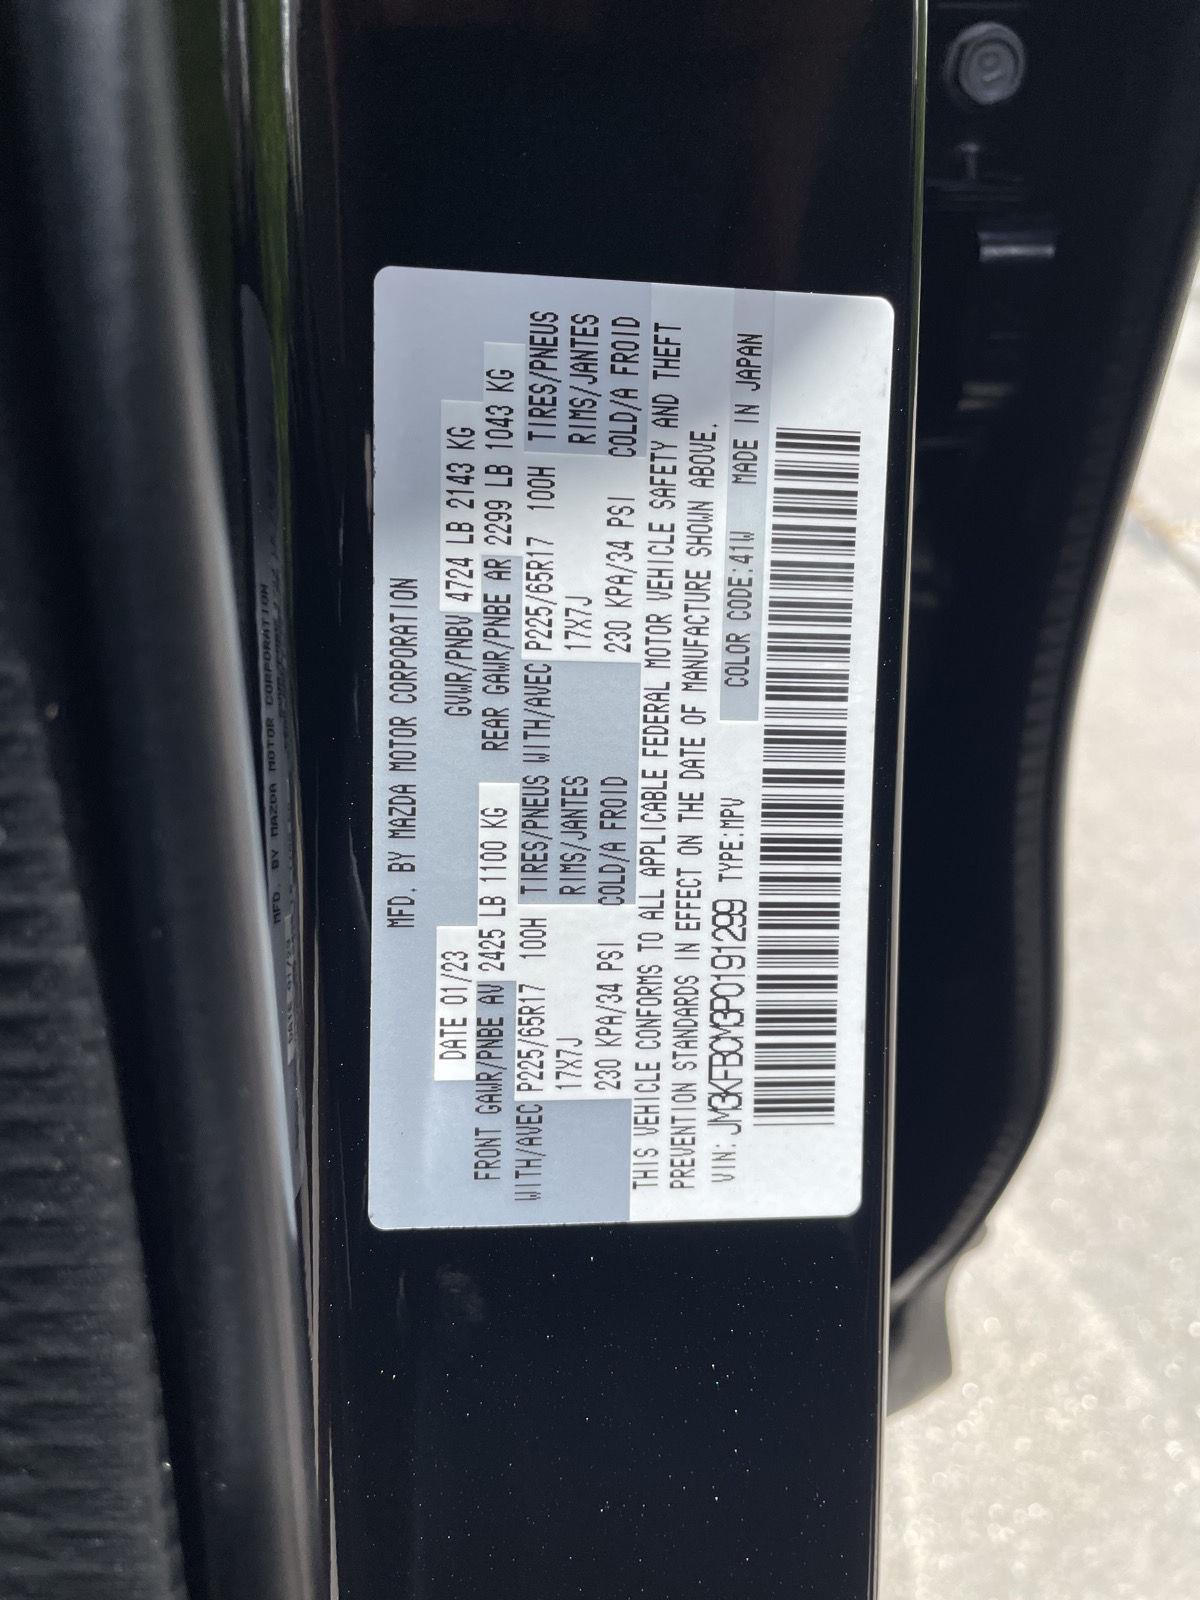 MFD. BY MAZDA MOTOR CORPORATION
DATE 01/23 GVWR/PNBV 4724 LB 2143 KG
FRONT GAWR/PNBE AV 2425 LB 1100 KG REAR GAWR/PNBE AR 2299 LB 1043 KG
WITH/AVEC P225/65R17 100H TIRES/PNEUS WITH/AVEC P225/65R17 100H TIRES/PNEUS
17X7J RIMS/JANTES 17X7J RIMS/JANTES
230 KPA/34 PSI COLD/A FROID 230 KPA/34 PSI COLD/A FROID
THIS VEHICLE CONFORMS TO ALL APPLICABLE FEDERAL MOTOR VEHICLE SAFETY AND THEFT
PREVENTION STANDARDS IN EFFECT ON THE DATE OF MANUFACTURE SHOWN ABOVE.
VIN: JM3KFBCM3P0191299 TYPE:MPV COLOR CODE:41W MADE IN JAPAN